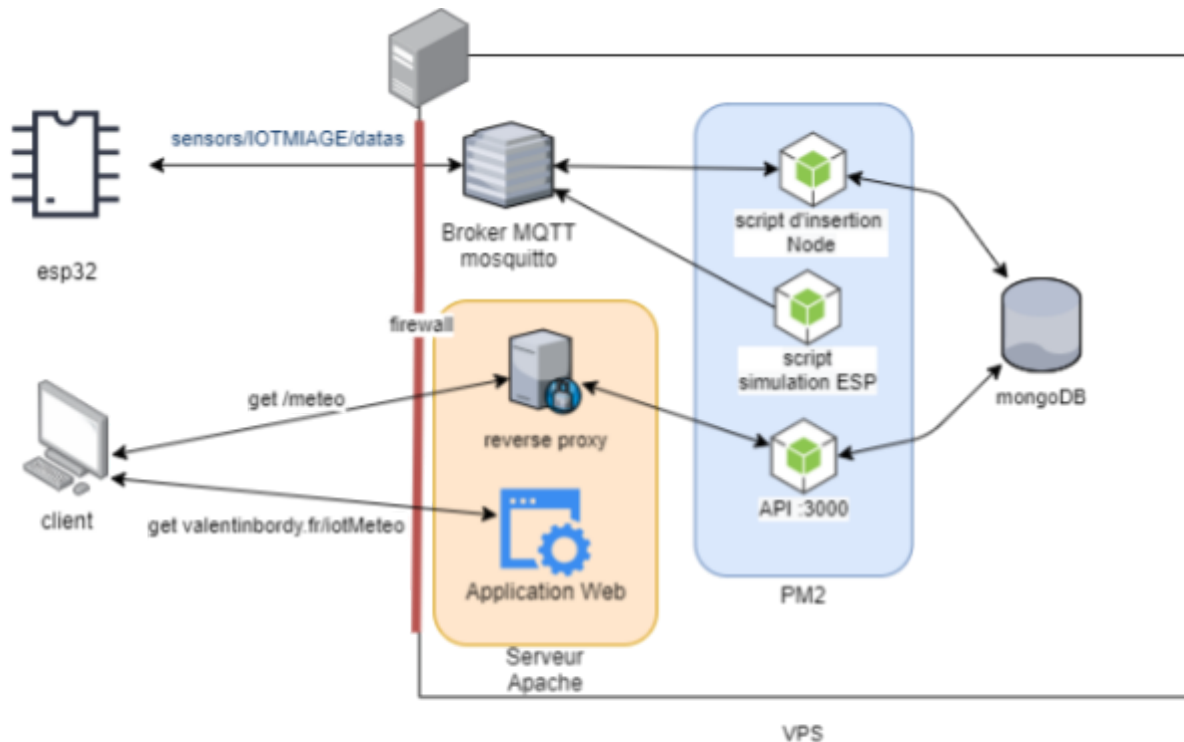 sensors/IOTMIAGE/datas
esp32
Broker MQTT
mosquitto
script d'insertion
Node
firewall
script
simulation ESP
mongoDB
get /meteo
reverse proxy
client
get valentinbordy.fr/iotMeteo
API :3000
Application Web
PM2
Serveur
Apache
VPS